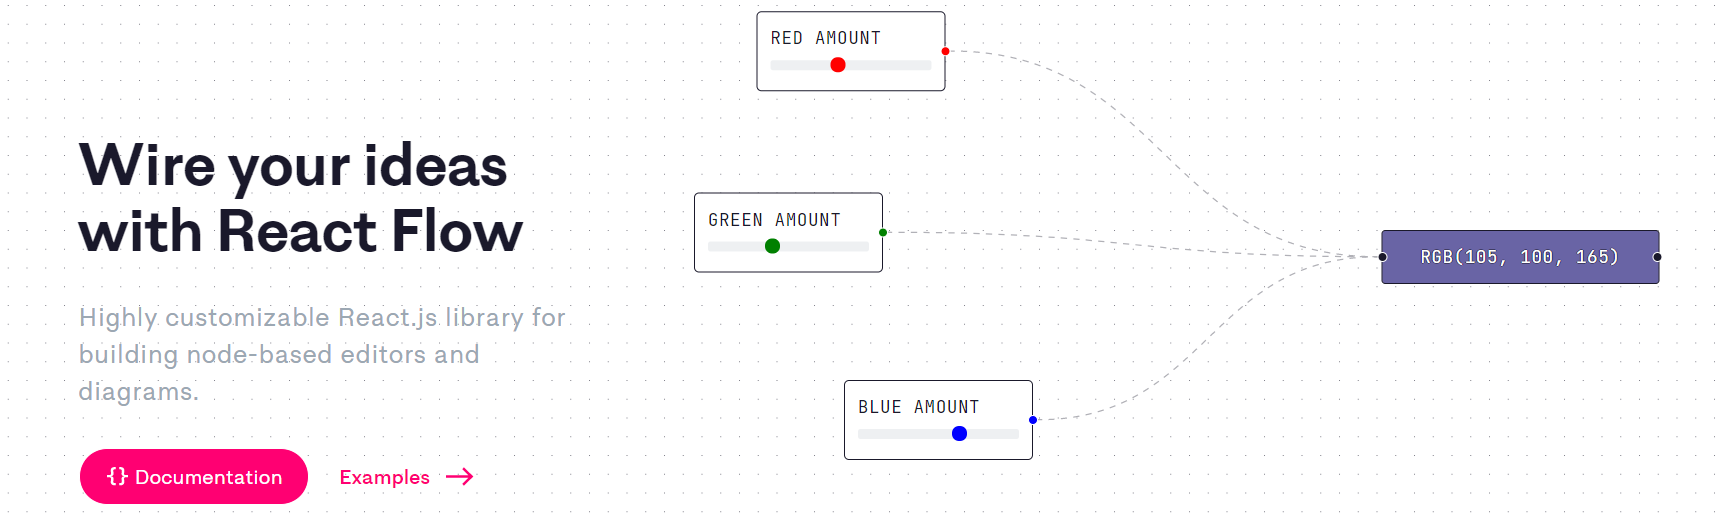 Wire your ideas
with React Flow
Highly customizable React.js library for
building node-based editors and
diagrams.
{} Documentation
Examples →
RED AMOUNT
GREEN AMOUNT
BLUE AMOUNT
RGB(105, 100, 165)